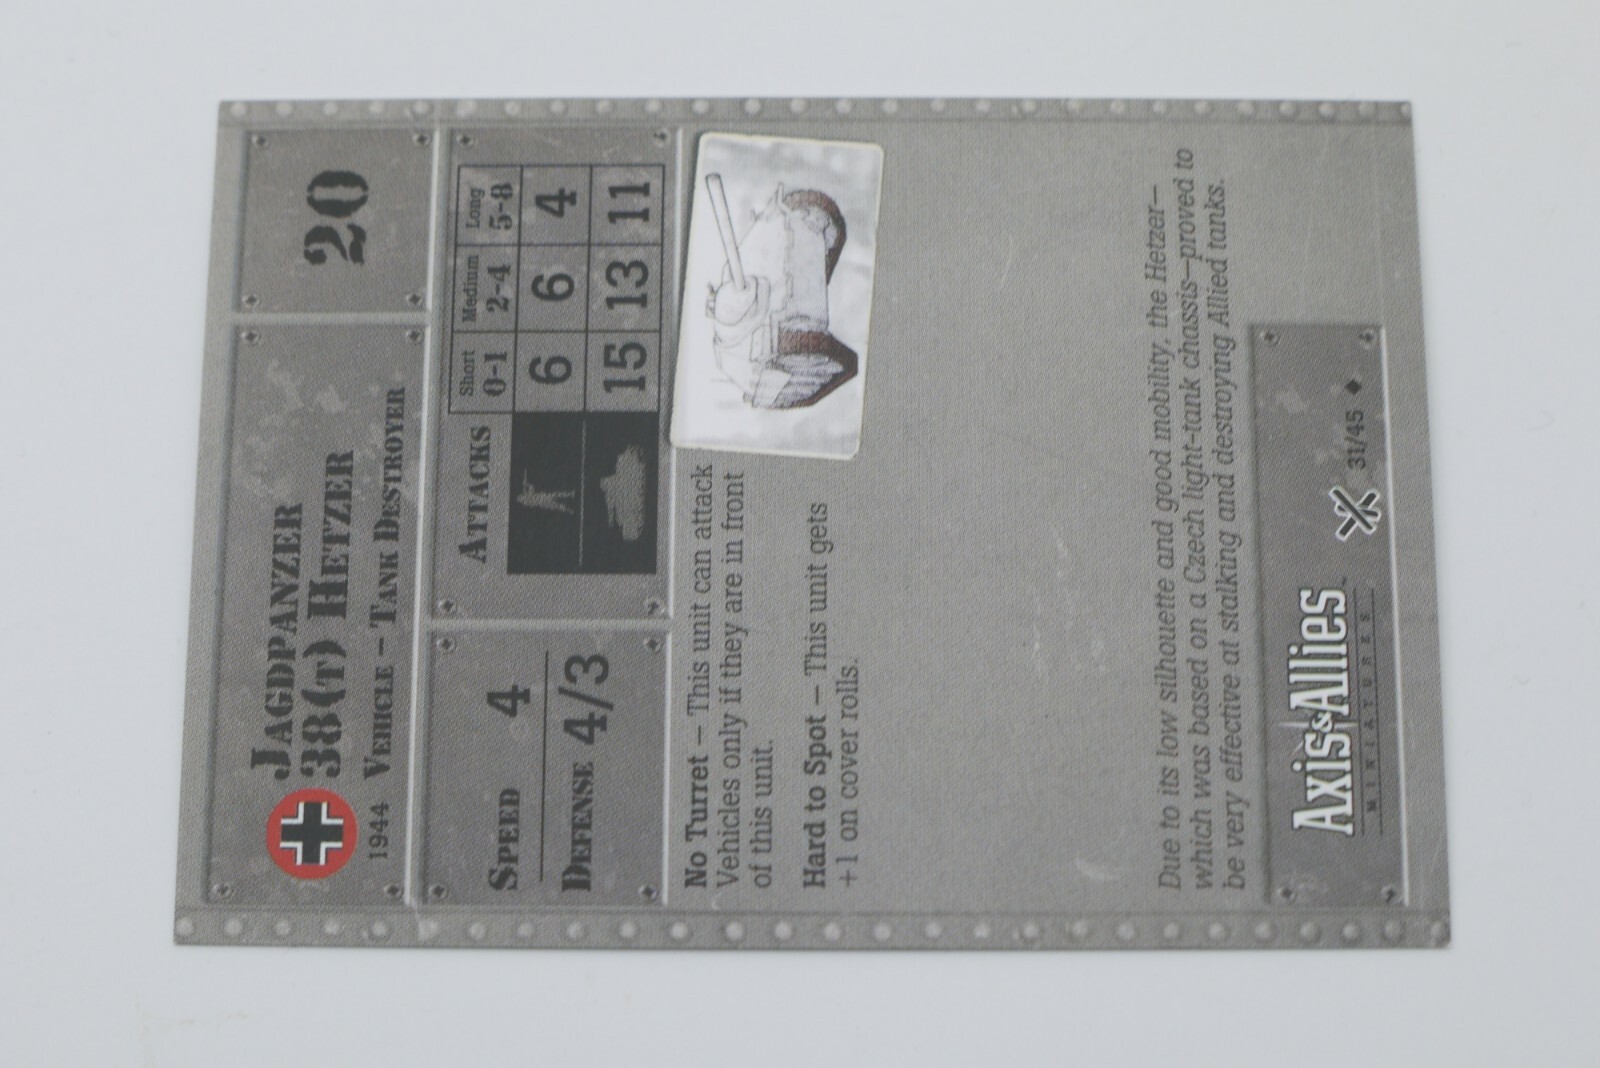 JAGDPANZER
38(T) HETZER
20
1944 VEHICLE – TANK DESTROYER
SPEED 4
DEFENSE 4/3
ATTACKS
Short Medium Long
0-1 2-4 5-8
6 6 4
15 13 11
No Turret – This unit can attack
Vehicles only if they are in front
of this unit.
Hard to Spot – This unit gets
+1 on cover rolls.
Due to its low silhouette and good mobility, the Hetzer–
which was based on a Czech light-tank chassis–proved to
be very effective at stalking and destroying Allied tanks.
Axis&Allies™
MINIATURES
31/45 ◆